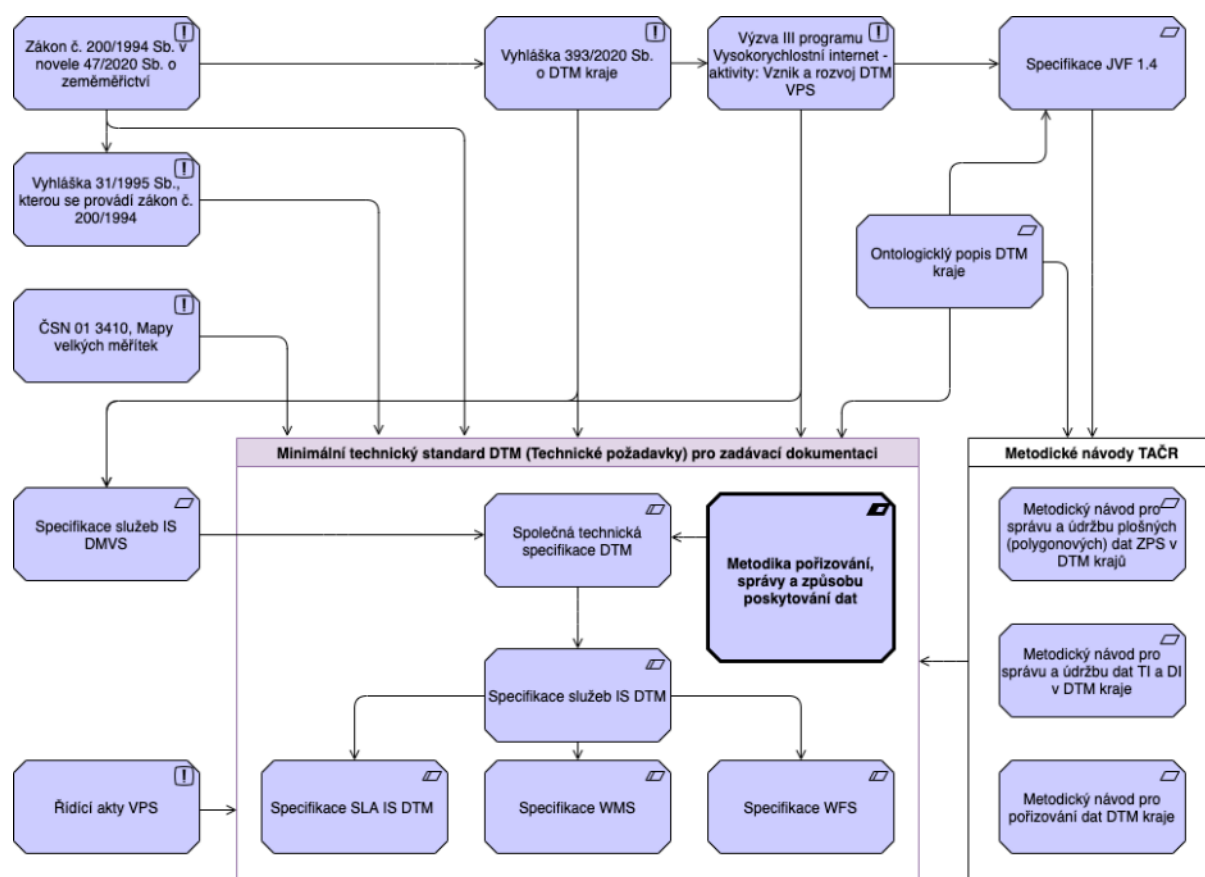 Zákon č. 200/1994 Sb. v
novele 47/2020 Sb. o
zeměměřictví
Vyhláška 393/2020 Sb.
o DTM kraje
Výzva III programu
Vysokorychlostní internet -
aktivity: Vznik a rozvoj DTM
VPS
Specifikace JVF 1.4
Vyhláška 31/1995 Sb.,
kterou se provádí zákon č.
200/1994
Ontologicklý popis DTM
kraje
ČSN 01 3410, Mapy
velkých měřítek
Minimální technický standard DTM (Technické požadavky) pro zadávací dokumentaci
Metodické návody TAČR
Specifikace služeb IS
DMVS
Společná technická
specifikace DTM
Metodika pořizování,
správy a způsobu
poskytování dat
Metodický návod pro
správu a údržbu plošných
(polygonových) dat ZPS v
DTM krajů
Specifikace služeb IS DTM
Metodický návod pro
správu a údržbu dat TI a DI
v DTM kraje
Řídící akty VPS
Specifikace SLA IS DTM
Specifikace WMS
Specifikace WFS
Metodický návod pro
pořizování dat DTM kraje